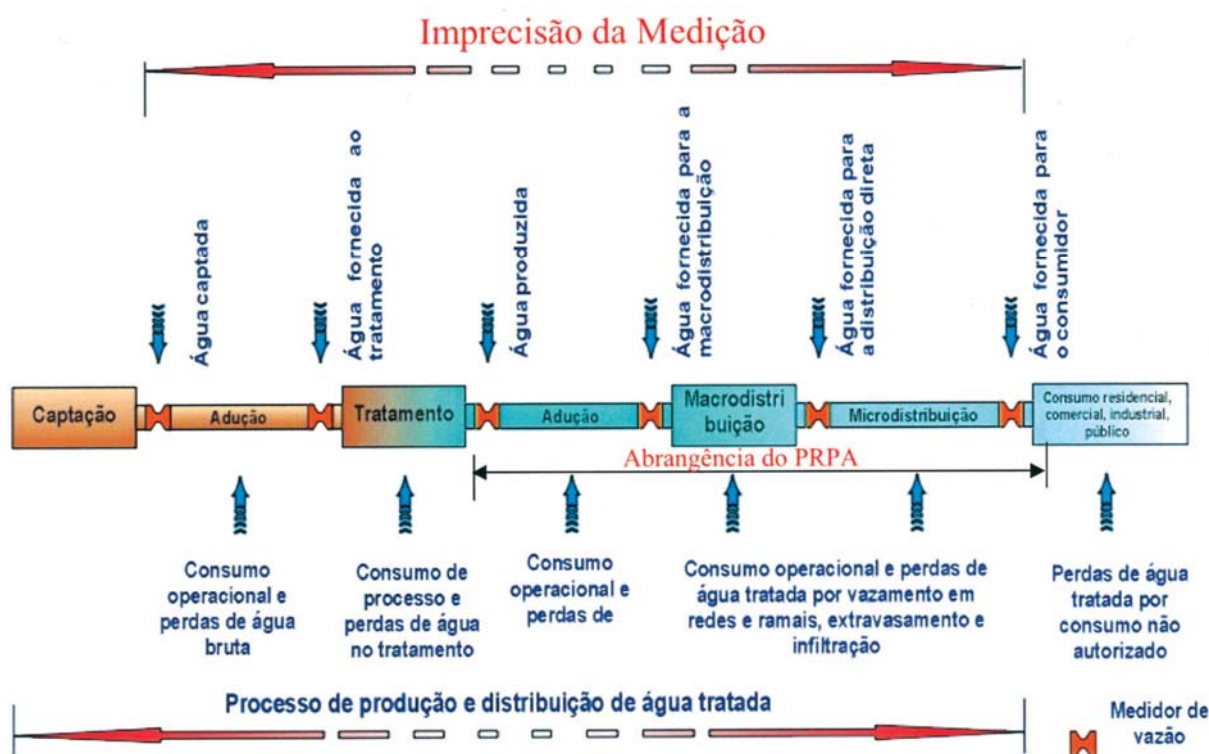 Imprecisão da Medição
Água captada
Água fornecida ao
tratamento
Água produzida
Água fornecida para a
macrodistribuição
Água fornecida para
a distribuição direta
Água fornecida para
o consumidor
Captação
Adução
Tratamento
Adução
Macrodistri
buição
Microdistribuição
Consumo residencial,
comercial, industrial,
público
Abrangência do PRPA
Consumo
operacional e
perdas de água
bruta
Consumo de
processo e
perdas de água
no tratamento
Consumo
operacional e
perdas de
Consumo operacional e perdas de
água tratada por vazamento em
redes e ramais, extravasamento e
infiltração
Perdas de água
tratada por
consumo não
autorizado
Processo de produção e distribuição de água tratada
Medidor de
vazão